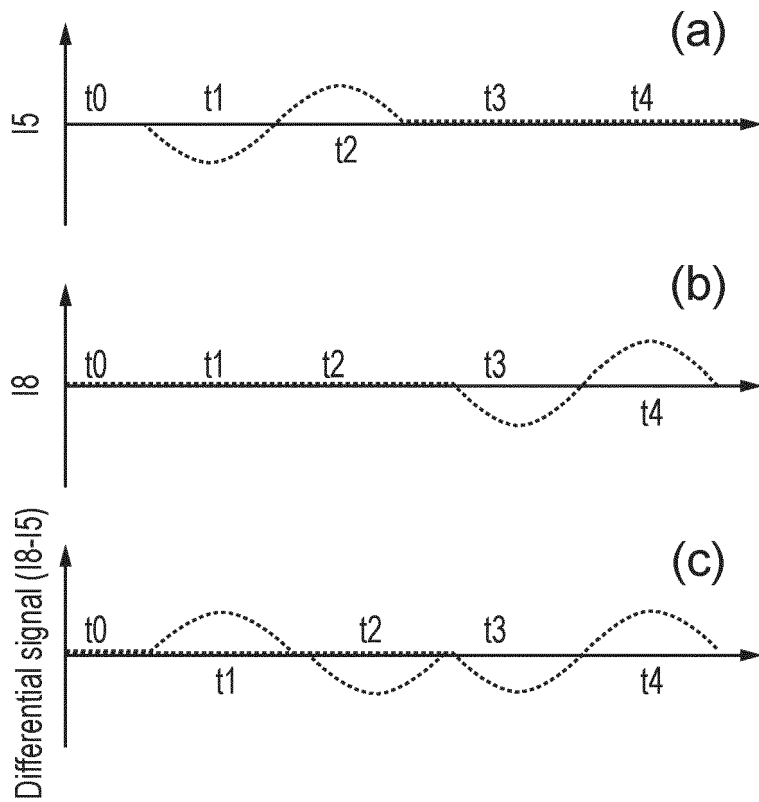 (a)
I5
t0
t1
t2
t3
t4
(b)
I8
t0
t1
t2
t3
t4
(c)
Differential signal (I8-I5)
t0
t1
t2
t3
t4